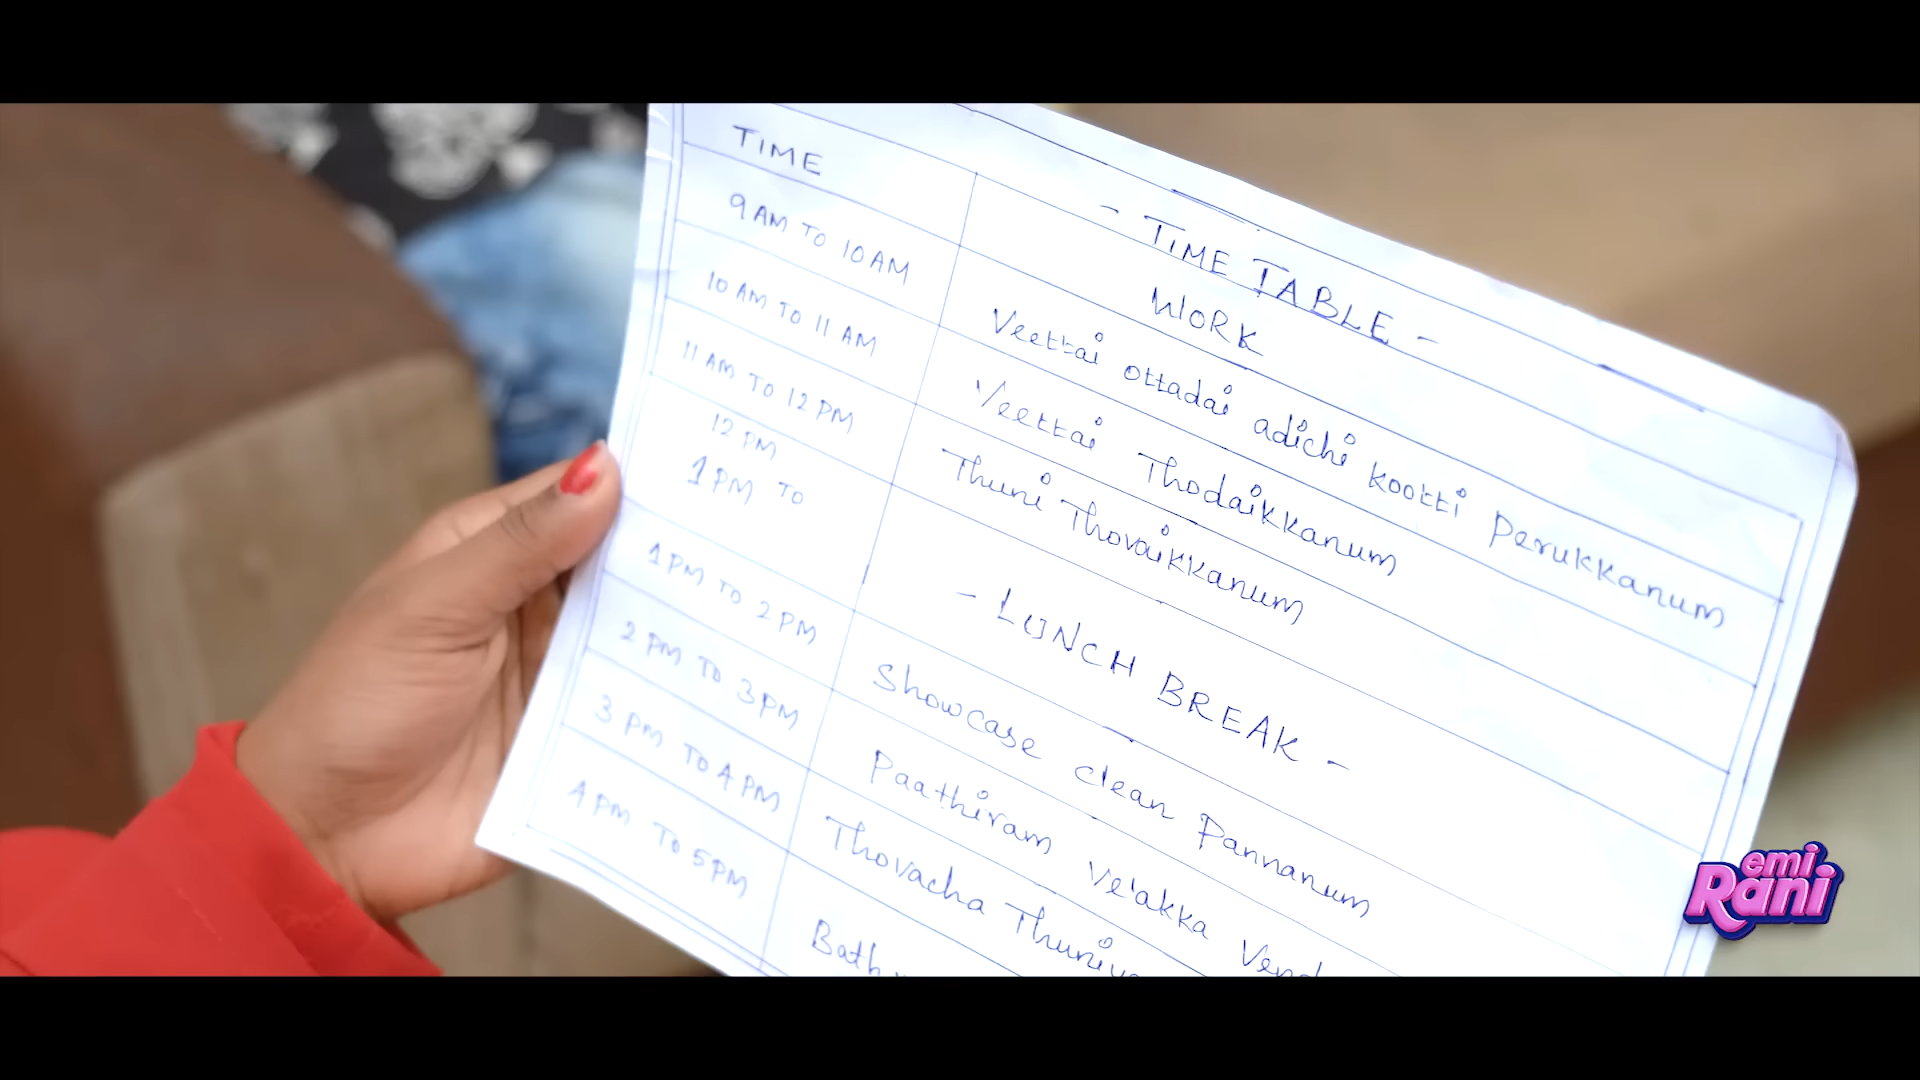 - TIME TABLE -
TIME WORK
9 AM TO 10 AM Veettai ottadai adichi kootti Perukkanum
10 AM TO 11 AM Veettai Thodaikkanum
11 AM TO 12 PM Thuni Thovaikkanum
12 PM
1 PM TO - LUNCH BREAK -
1 PM TO 2 PM Showcase clean Pannanum
2 PM TO 3 PM Paathiram Velakka
3 PM TO 4 PM Thovacha
4 PM TO 5 PM Bath
emi
Rani